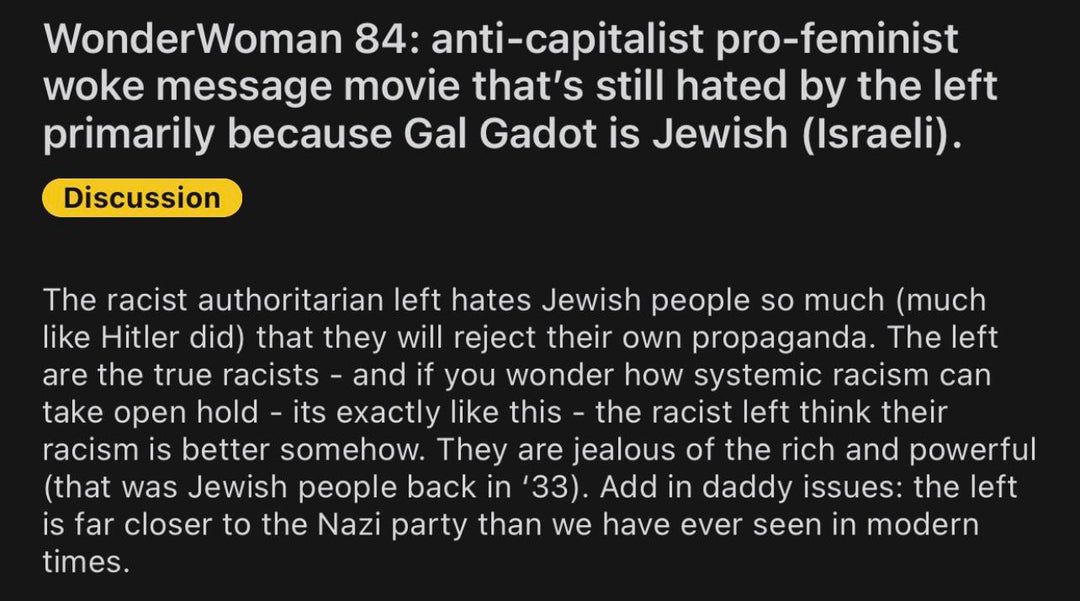 WonderWoman 84: anti-capitalist pro-feminist
woke message movie that’s still hated by the left
primarily because Gal Gadot is Jewish (Israeli).
Discussion
The racist authoritarian left hates Jewish people so much (much
like Hitler did) that they will reject their own propaganda. The left
are the true racists - and if you wonder how systemic racism can
take open hold - its exactly like this - the racist left think their
racism is better somehow. They are jealous of the rich and powerful
(that was Jewish people back in ‘33). Add in daddy issues: the left
is far closer to the Nazi party than we have ever seen in modern
times.